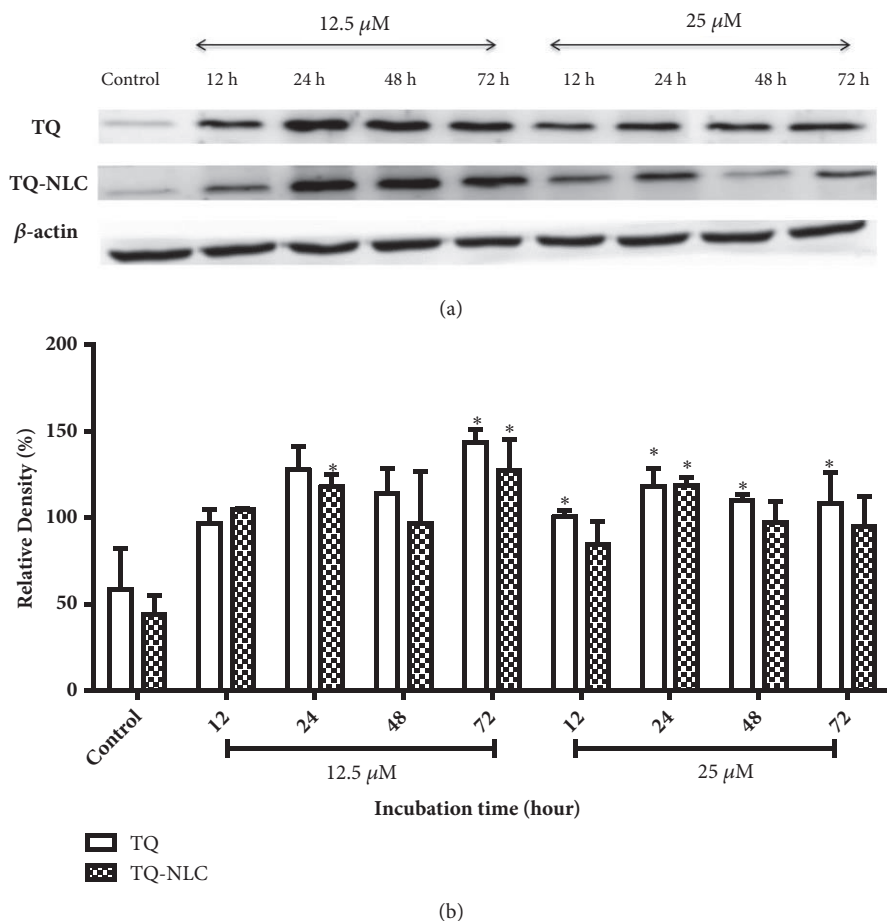 12.5 μM 25 μM
Control 12 h 24 h 48 h 72 h 12 h 24 h 48 h 72 h
TQ
TQ-NLC
β-actin
(a)
200
150
100
50
0
Relative Density (%)
* * * * * * * *
Control 12 24 48 72 12 24 48 72
12.5 μM 25 μM
Incubation time (hour)
TQ
TQ-NLC
(b)